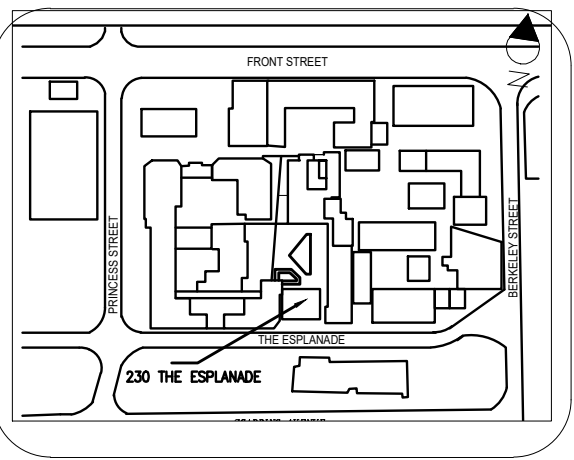 N
FRONT STREET
PRINCESS STREET
BERKELEY STREET
THE ESPLANADE
230 THE ESPLANADE